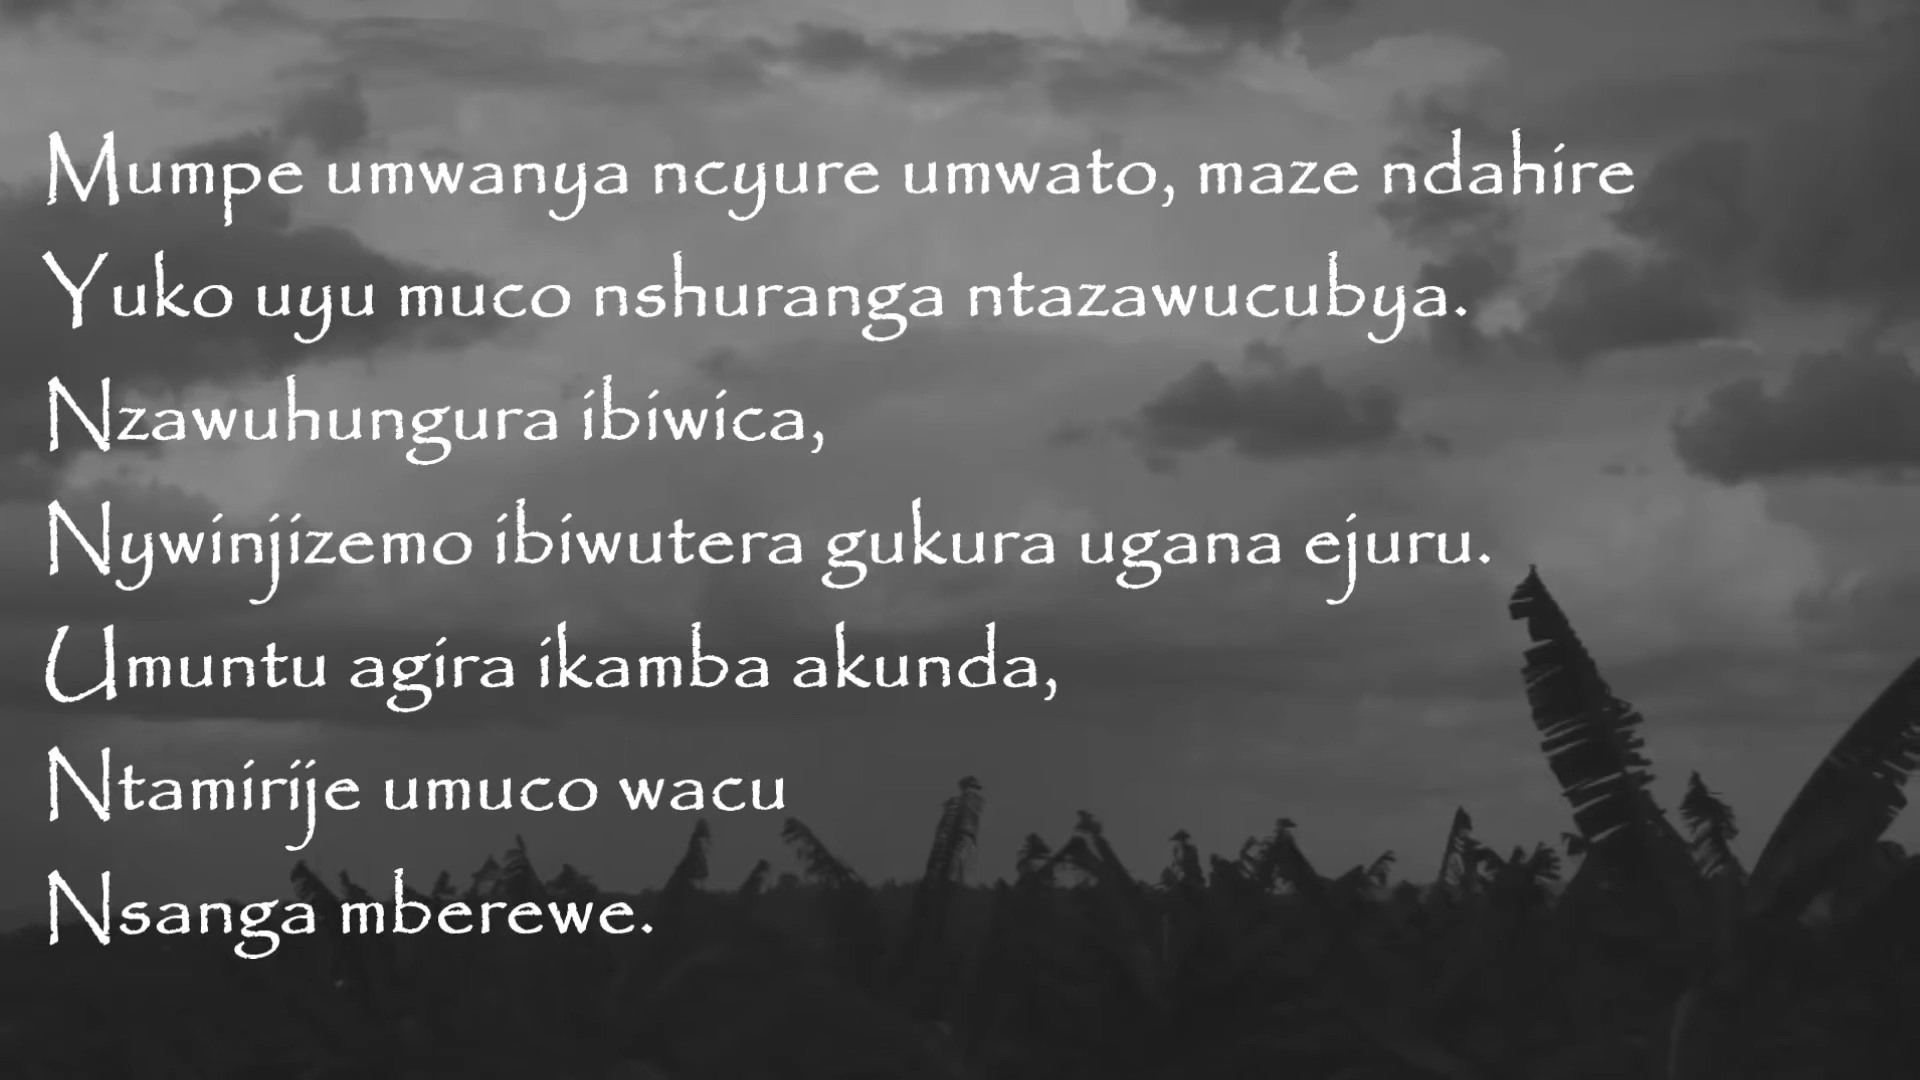 Mumpe umwanya ncyure umwato, maze ndahire
Yuko uyu muco nshuranga ntazawucubya.
Nzawuhungura ibiwica,
Nywinjizemo ibiwutera gukura ugana ejuru.
Umuntu agira ikamba akunda,
Ntamirije umuco wacu
Nsanga mberewe.